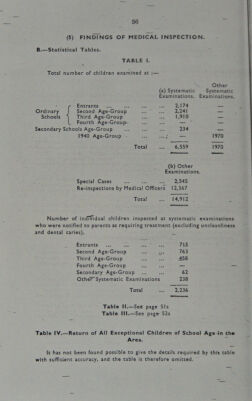 56
(5) FINDINGS OF MEDICAL INSPECTION.
B.—Statistical Tables.
TABLE I.
Total number of children examined at :—
(a) Systematic Examinations. Other Systematic Examinations.
Ordinary Schools { Entrants ... ... ... 2,174 —
Second Age-Group ... ... 2,241 —
Third Age-Group ... ... 1,910 —
Fourth Age-Group ... ... — —
Secondary Schools Age-Group ... ... 234 —
1940 Age-Group ... ... — 1970
Total ... 6,559 1970
(b) Other Examinations.
Special Cases ... ... ... 2,545
Re-inspections by Medical Officers 12,367
Total ... 14,912
Number of individual children inspected at systematic examinations
who were notified to parents as requiring treatment (excluding uncleanliness
and dental caries).
Entrants ... ... ... 715
Second Age-Group ... ... 763
Third Age-Group ... ... 458
Fourth Age-Group ... ... —
Secondary Age-Group ... ... 62
Other Systematic Examinations 238
Total ... 2,236
Table II.—See page 51s
Table III.—See page 52s
Table IV.—Return of All Exceptional Children of School Age in the
Area.
It has not been found possible to give the details required by this table
with sufficient accuracy, and the table is therefore omitted.